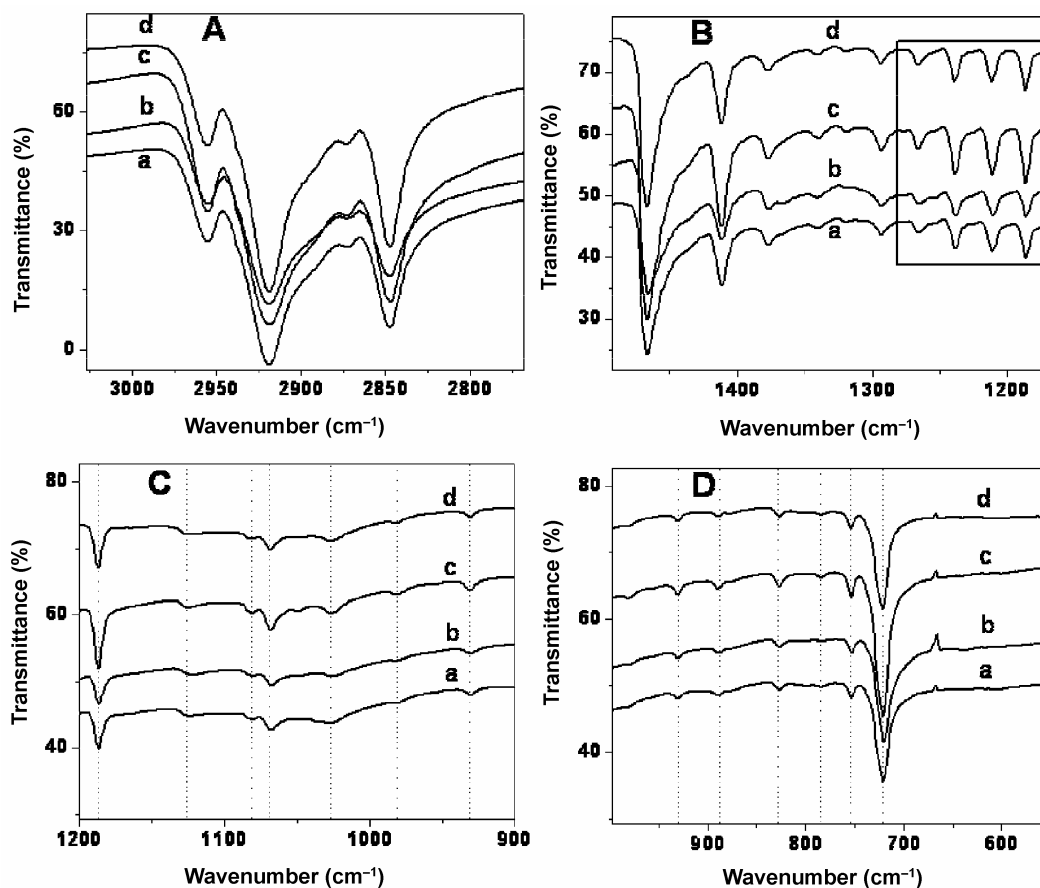 A
d
c
b
a
60
30
0
Transmittance (%)
3000 2950 2900 2850 2800
Wavenumber (cm⁻¹)
B
d
c
b
a
70
60
50
40
30
Transmittance (%)
1400 1300 1200
Wavenumber (cm⁻¹)
C
d
c
b
a
80
60
40
Transmittance (%)
1200 1100 1000 900
Wavenumber (cm⁻¹)
D
d
c
b
a
80
60
40
Transmittance (%)
900 800 700 600
Wavenumber (cm⁻¹)